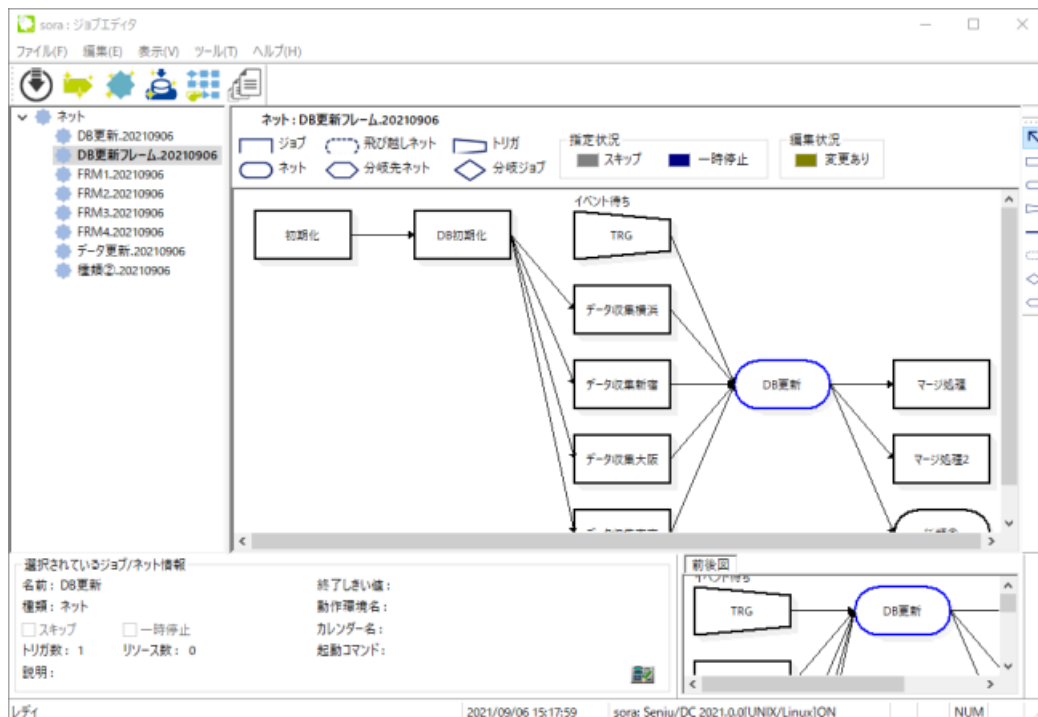 sora : ジョブエディタ
ファイル(F) 編集(E) 表示(V) ツール(T) ヘルプ(H)
ネット
DB更新.20210906
DB更新フレーム.20210906
FRM1.20210906
FRM2.20210906
FRM3.20210906
FRM4.20210906
データ更新.20210906
種類②.20210906
ネット : DB更新フレーム.20210906
ジョブ 飛び越しネット トリガ
ネット 分岐先ネット 分岐ジョブ
指定状況
スキップ 一時停止
編集状況
変更あり
イベント待ち
初期化 DB初期化 TRG
データ収集横浜
データ収集新宿 DB更新 マージ処理
データ収集大阪 マージ処理2
選択されているジョブ/ネット情報
名前 : DB更新 終了しきい値 :
種類 : ネット 動作環境名 :
スキップ 一時停止 カレンダー名 :
トリガ数 : 1 リソース数 : 0 起動コマンド :
説明 :
前後図
イベント待ち
TRG DB更新
レディ 2021/09/06 15:17:59 sora: Senju/DC 2021.0.0[UNIX/Linux]ON NUM